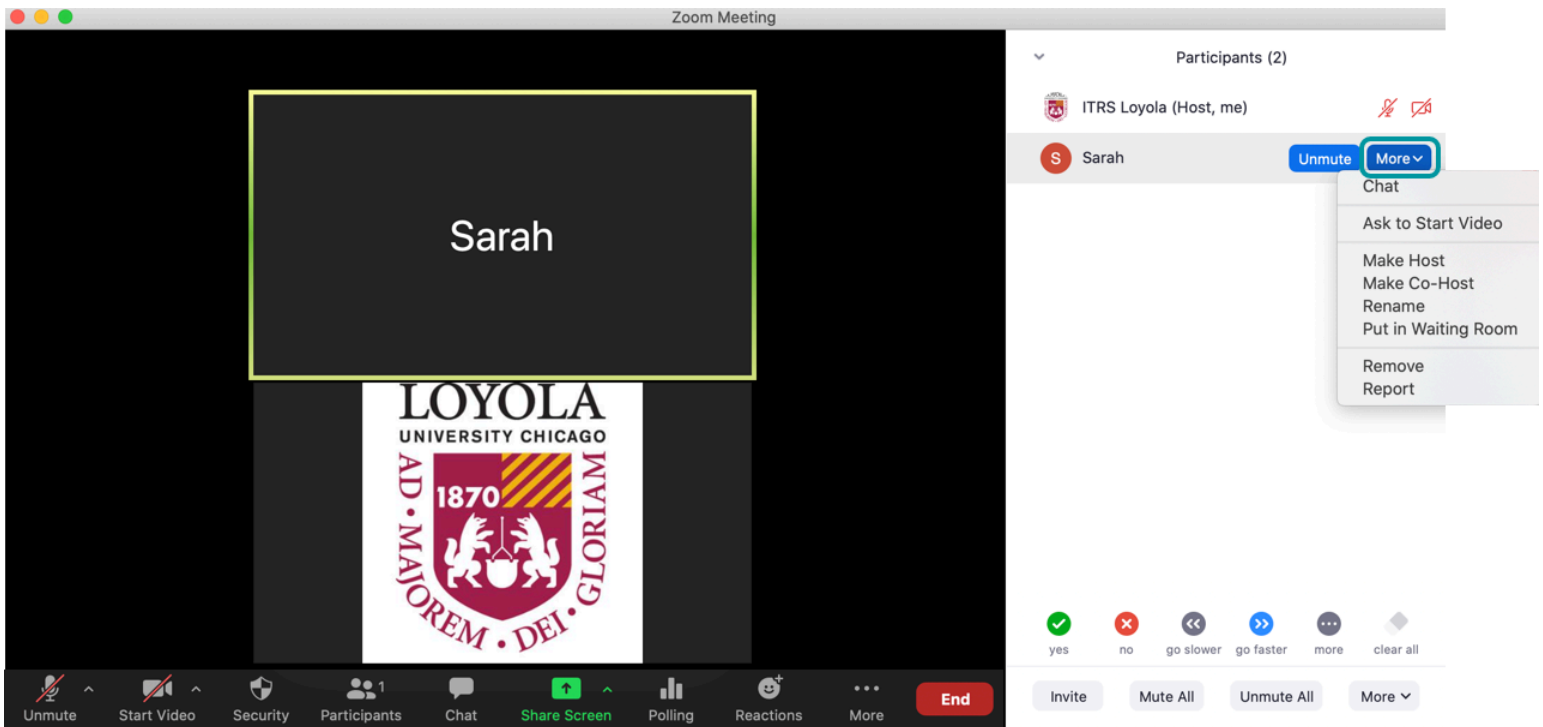 Zoom Meeting
Sarah
LOYOLA
UNIVERSITY CHICAGO
1870
AD • MAJOREM • DEI • GLORIAM
Unmute
Start Video
Security
1
Participants
Chat
Share Screen
Polling
Reactions
More
End
Participants (2)
ITRS Loyola (Host, me)
S Sarah Unmute More
Chat
Ask to Start Video
Make Host
Make Co-Host
Rename
Put in Waiting Room
Remove
Report
yes no go slower go faster more clear all
Invite Mute All Unmute All More